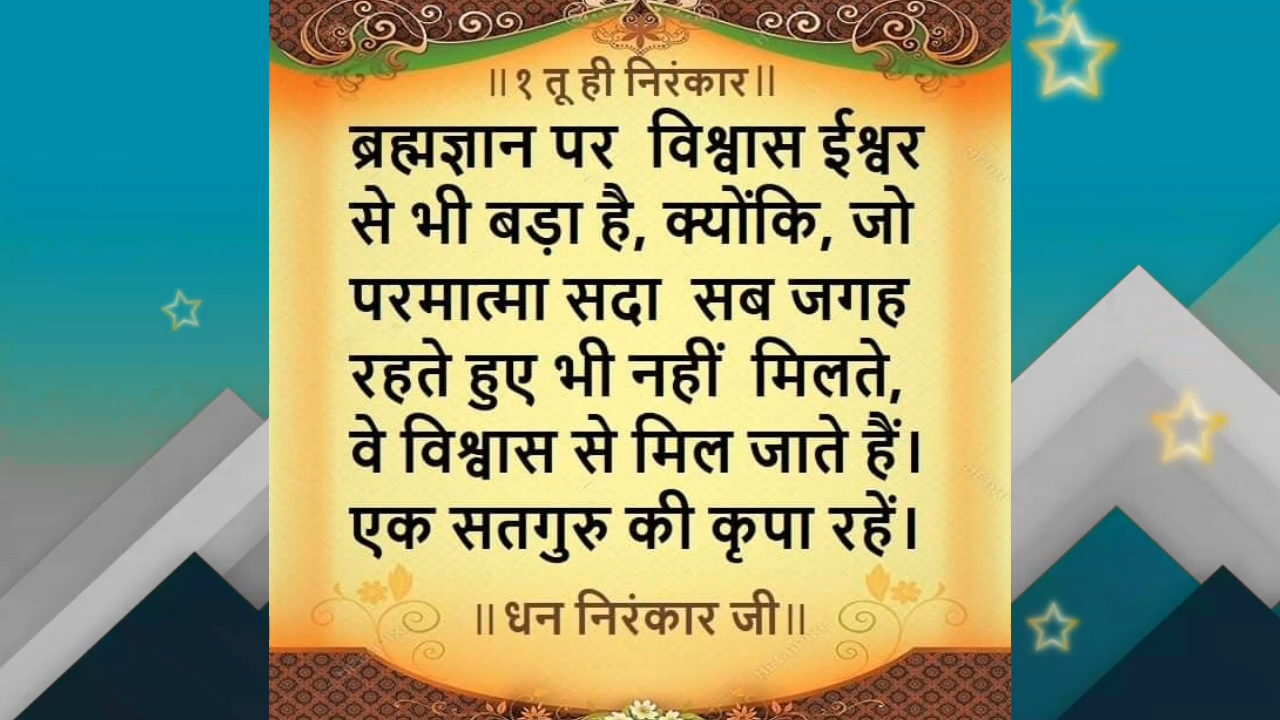 ॥१ तू ही निरंकार॥
ब्रह्मज्ञान पर विश्वास ईश्वर
से भी बड़ा है, क्योंकि, जो
परमात्मा सदा सब जगह
रहते हुए भी नहीं मिलते,
वे विश्वास से मिल जाते हैं।
एक सतगुरु की कृपा रहें।
॥धन निरंकार जी॥